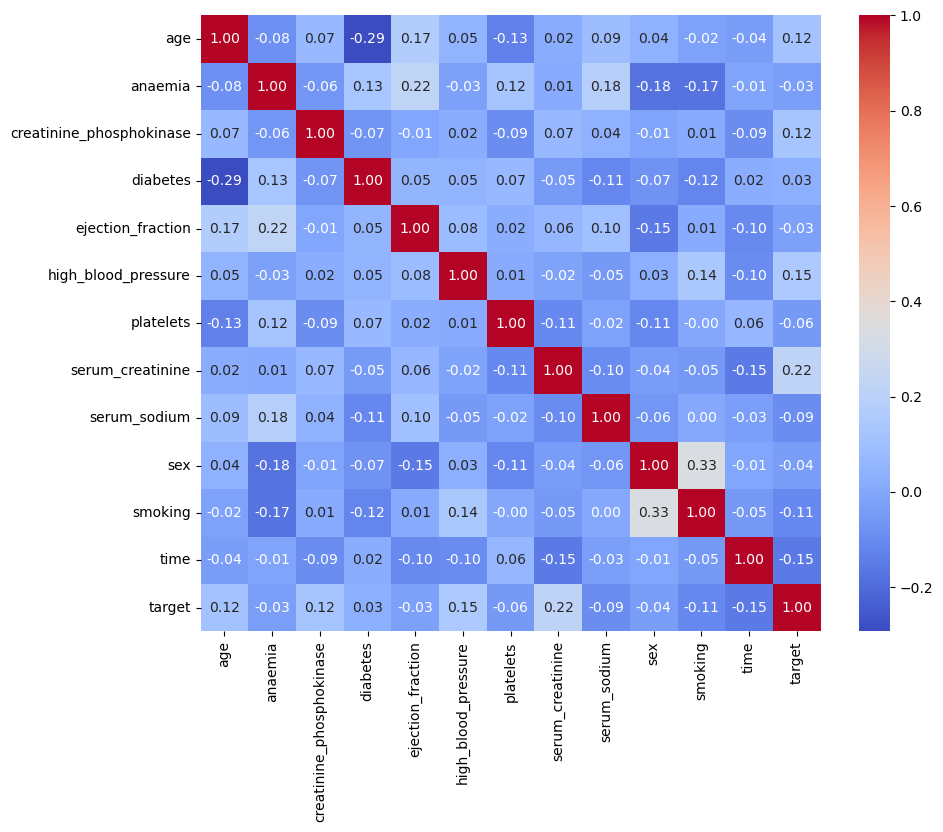 age 1.00 -0.08 0.07 -0.29 0.17 0.05 -0.13 0.02 0.09 0.04 -0.02 -0.04 0.12
anaemia -0.08 1.00 -0.06 0.13 0.22 -0.03 0.12 0.01 0.18 -0.18 -0.17 -0.01 -0.03
creatinine_phosphokinase 0.07 -0.06 1.00 -0.07 -0.01 0.02 -0.09 0.07 0.04 -0.01 0.01 -0.09 0.12
diabetes -0.29 0.13 -0.07 1.00 0.05 0.05 0.07 -0.05 -0.11 -0.07 -0.12 0.02 0.03
ejection_fraction 0.17 0.22 -0.01 0.05 1.00 0.08 0.02 0.06 0.10 -0.15 0.01 -0.10 -0.03
high_blood_pressure 0.05 -0.03 0.02 0.05 0.08 1.00 0.01 -0.02 -0.05 0.03 0.14 -0.10 0.15
platelets -0.13 0.12 -0.09 0.07 0.02 0.01 1.00 -0.11 -0.02 -0.11 -0.00 0.06 -0.06
serum_creatinine 0.02 0.01 0.07 -0.05 0.06 -0.02 -0.11 1.00 -0.10 -0.04 -0.05 -0.15 0.22
serum_sodium 0.09 0.18 0.04 -0.11 0.10 -0.05 -0.02 -0.10 1.00 -0.06 0.00 -0.03 -0.09
sex 0.04 -0.18 -0.01 -0.07 -0.15 0.03 -0.11 -0.04 -0.06 1.00 0.33 -0.01 -0.04
smoking -0.02 -0.17 0.01 -0.12 0.01 0.14 -0.00 -0.05 0.00 0.33 1.00 -0.05 -0.11
time -0.04 -0.01 -0.09 0.02 -0.10 -0.10 0.06 -0.15 -0.03 -0.01 -0.05 1.00 -0.15
target 0.12 -0.03 0.12 0.03 -0.03 0.15 -0.06 0.22 -0.09 -0.04 -0.11 -0.15 1.00
age
anaemia
creatinine_phosphokinase
diabetes
ejection_fraction
high_blood_pressure
platelets
serum_creatinine
serum_sodium
sex
smoking
time
target
1.0
0.8
0.6
0.4
0.2
0.0
−0.2